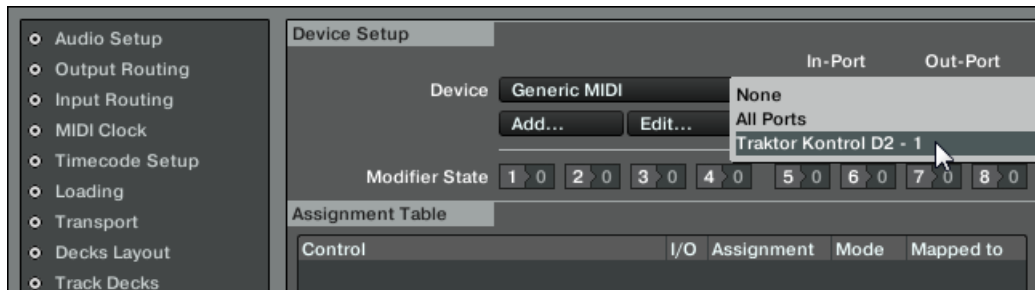 Audio Setup
Output Routing
Input Routing
MIDI Clock
Timecode Setup
Loading
Transport
Decks Layout
Track Decks
Device Setup
In-Port Out-Port
Device Generic MIDI
Add... Edit...
None
All Ports
Traktor Kontrol D2 - 1
Modifier State 1 0 2 0 3 0 4 0 5 0 6 0 7 0 8 0
Assignment Table
Control I/O Assignment Mode Mapped to